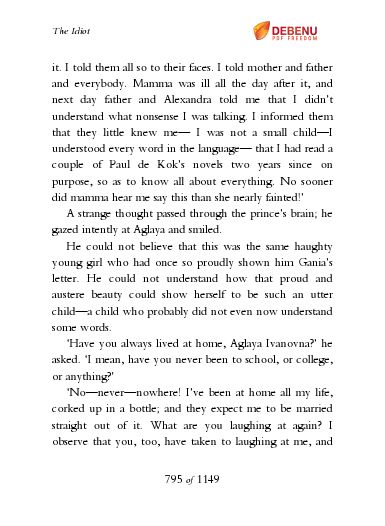 The Idiot
DEBENU
PDF FREEDOM
it. I told them all so to their faces. I told mother and father
and everybody. Mamma was ill all the day after it, and
next day father and Alexandra told me that I didn't
understand what nonsense I was talking. I informed them
that they little knew me— I was not a small child—I
understood every word in the language— that I had read a
couple of Paul de Kok's novels two years since on
purpose, so as to know all about everything. No sooner
did mamma hear me say this than she nearly fainted!'
A strange thought passed through the prince's brain; he
gazed intently at Aglaya and smiled.
He could not believe that this was the same haughty
young girl who had once so proudly shown him Gania's
letter. He could not understand how that proud and
austere beauty could show herself to be such an utter
child—a child who probably did not even now understand
some words.
'Have you always lived at home, Aglaya Ivanovna?' he
asked. 'I mean, have you never been to school, or college,
or anything?'
'No—never—nowhere! I've been at home all my life,
corked up in a bottle; and they expect me to be married
straight out of it. What are you laughing at again? I
observe that you, too, have taken to laughing at me, and
795 of 1149